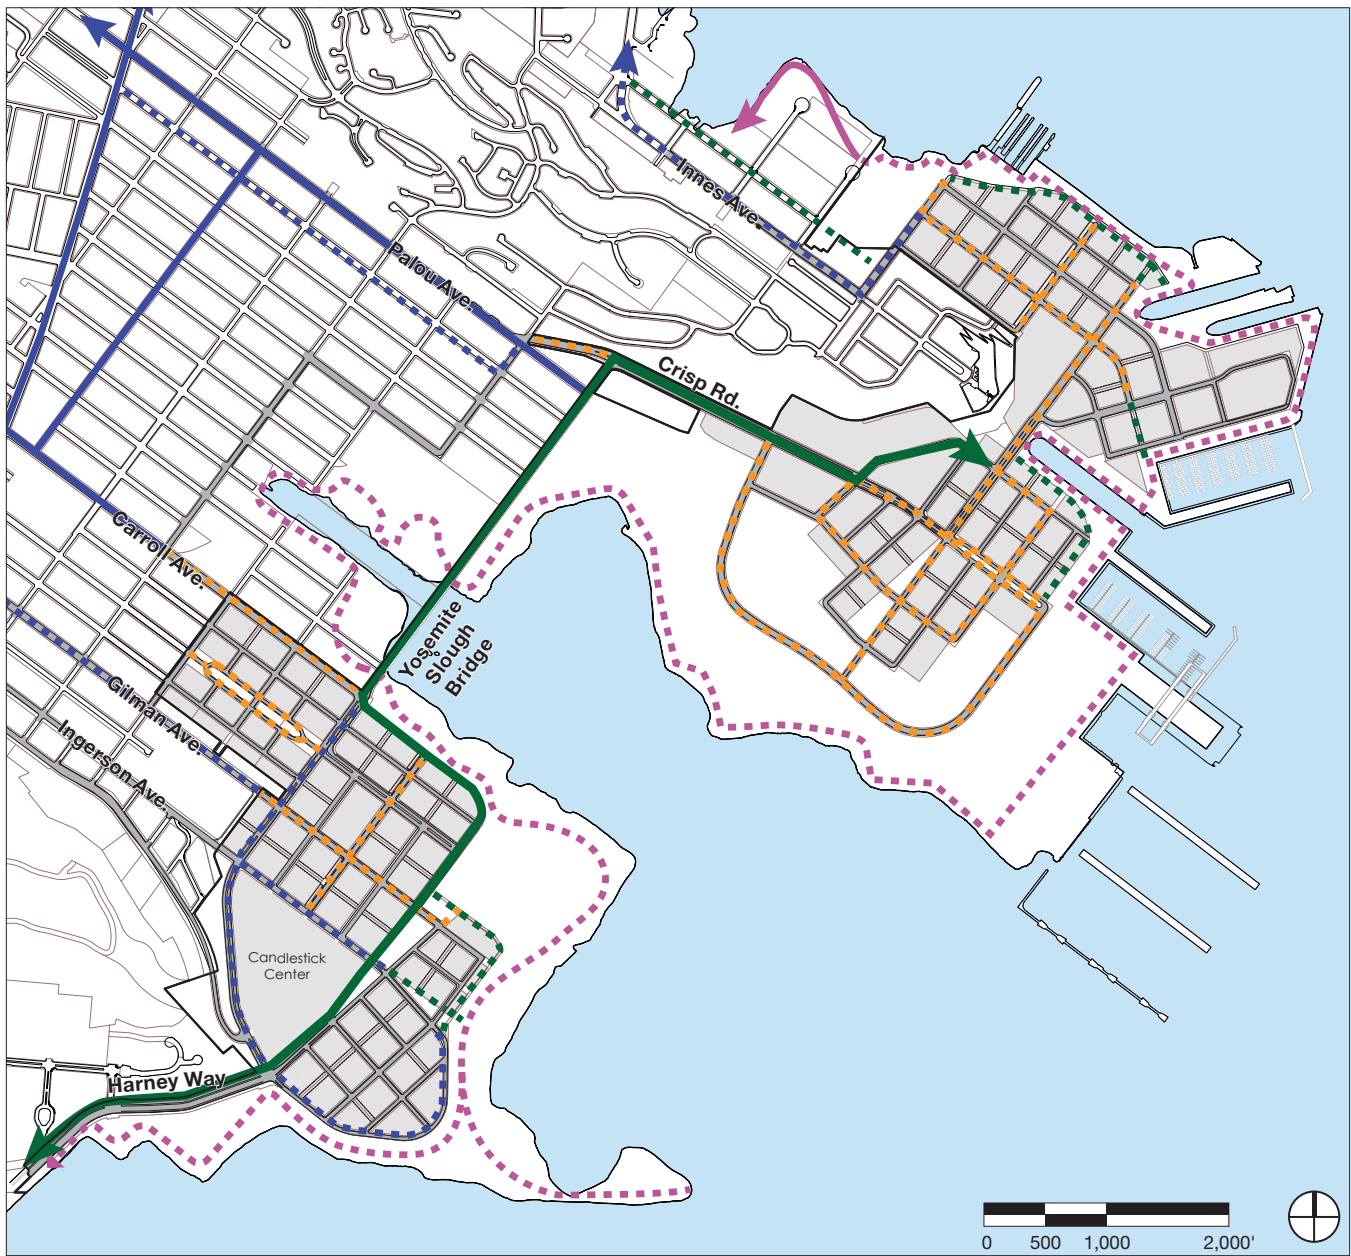 Innes Ave.
Palou Ave.
Crisp Rd.
Carroll Ave.
Yosemite
Slough
Bridge
Gilman Ave.
Ingerson Ave.
Candlestick
Center
Harney Way
0 500 1,000 2,000'